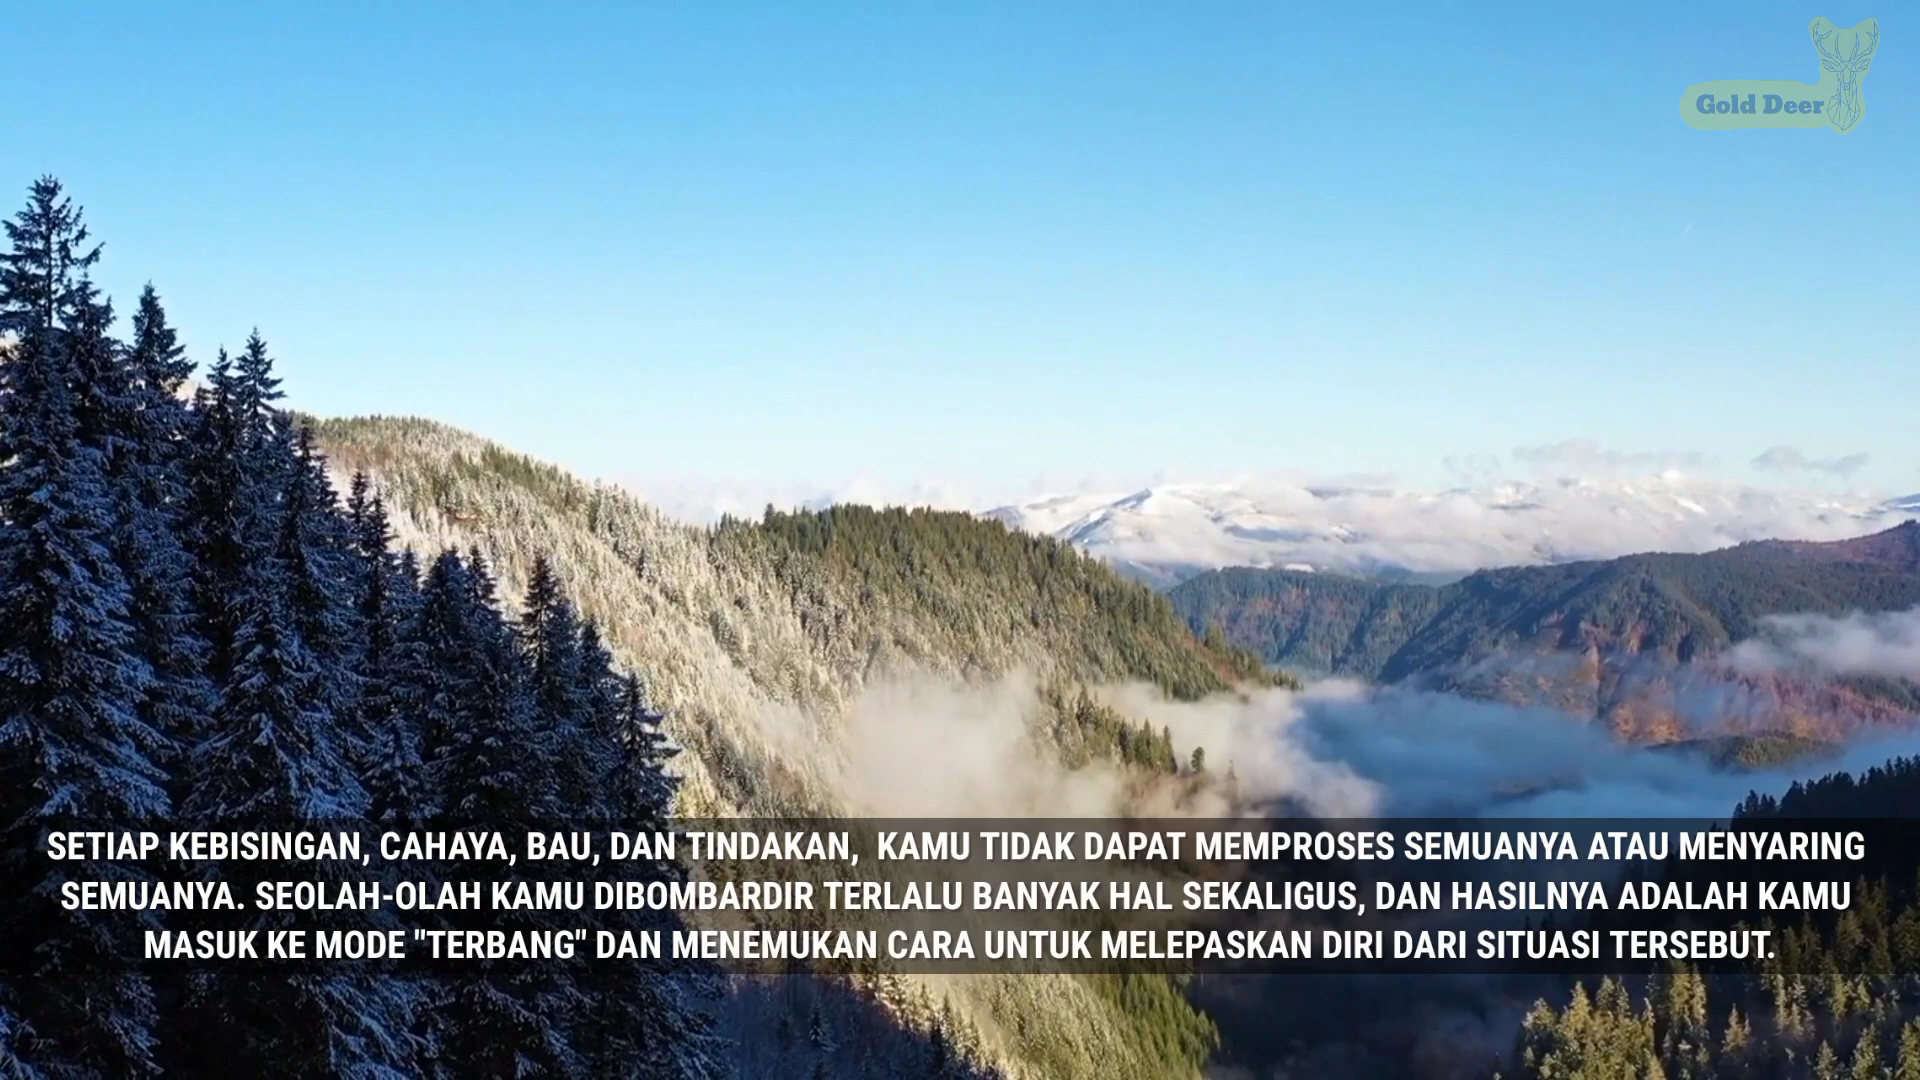 Gold Deer
SETIAP KEBISINGAN, CAHAYA, BAU, DAN TINDAKAN,  KAMU TIDAK DAPAT MEMPROSES SEMUANYA ATAU MENYARING
SEMUANYA. SEOLAH-OLAH KAMU DIBOMBARDIR TERLALU BANYAK HAL SEKALIGUS, DAN HASILNYA ADALAH KAMU
MASUK KE MODE "TERBANG" DAN MENEMUKAN CARA UNTUK MELEPASKAN DIRI DARI SITUASI TERSEBUT.